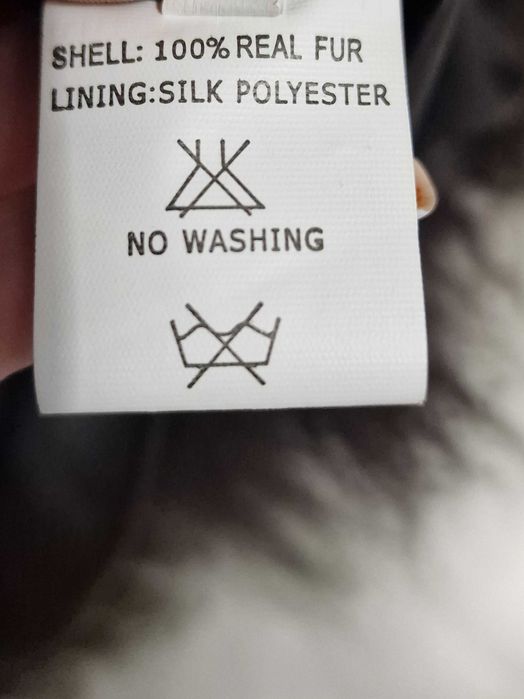 SHELL: 100% REAL FUR
LINING:SILK POLYESTER
NO WASHING